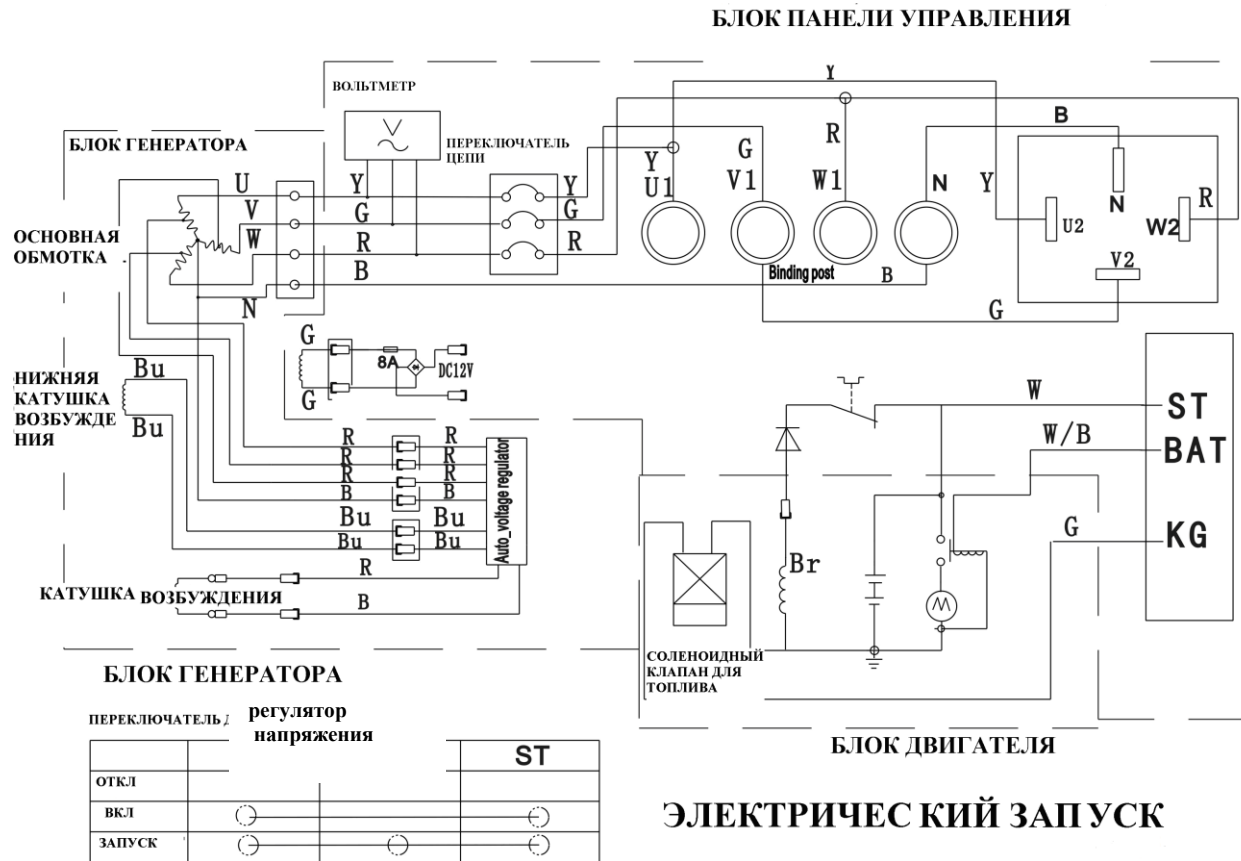 БЛОК ПАНЕЛИ УПРАВЛЕНИЯ
Y
ВОЛЬТМЕТР
B
БЛОК ГЕНЕРАТОРА
V
ПЕРЕКЛЮЧАТЕЛЬ
ЦЕПИ
Y
U1
G
V1
R
W1
N
Y
N
R
U2
W2
V2
U
V
W
N
Y
G
R
B
Y
G
R
ОСНОВНАЯ
ОБМОТКА
Binding post
B
G
G
G
8A
DC12V
НИЖНЯЯ
КАТУШКА
ВОЗБУЖДЕ
НИЯ
Bu
Bu
W
ST
W/B
BAT
G
KG
R
R
R
B
Bu
Bu
R
R
R
B
Bu
Bu
Auto_voltage regulator
R
B
КАТУШКА ВОЗБУЖДЕНИЯ
Br
M
СОЛЕНОИДНЫЙ
КЛАПАН ДЛЯ
ТОПЛИВА
БЛОК ГЕНЕРАТОРА
ПЕРЕКЛЮЧАТЕЛЬ
регулятор
напряжения
БЛОК ДВИГАТЕЛЯ
ST
ОТКЛ
ВКЛ
ЗАПУСК
ЭЛЕКТРИЧЕС КИЙ ЗАПУСК